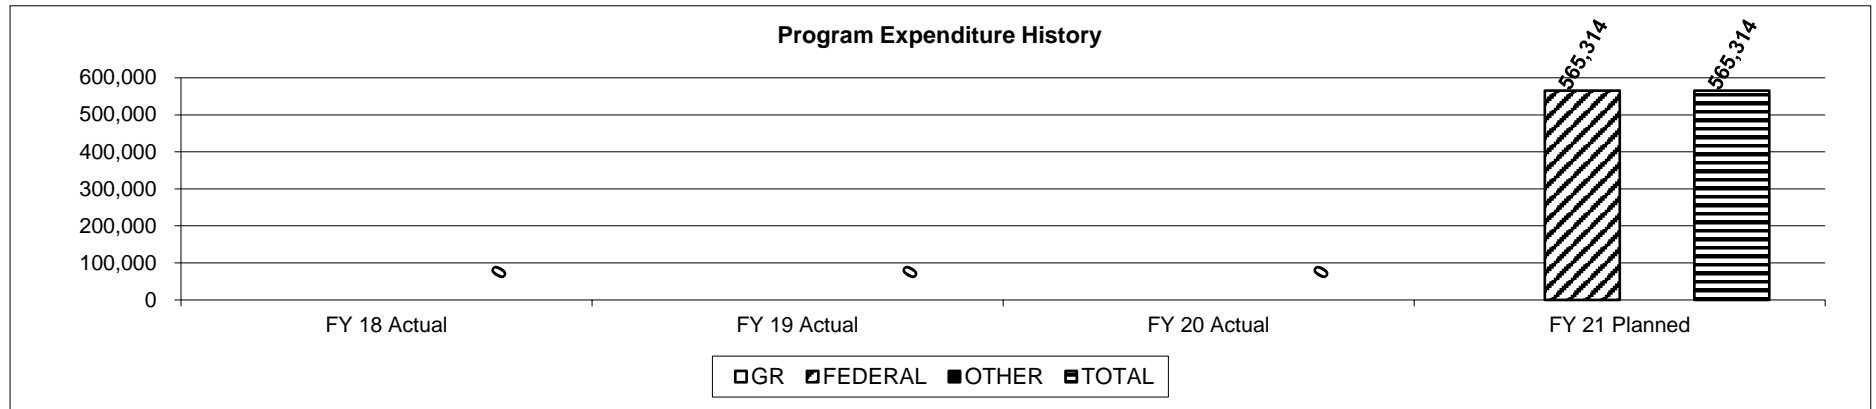 Program Expenditure History
565,314 565,314
600,000
500,000
400,000
300,000
200,000
100,000
0
0 0 0
FY 18 Actual FY 19 Actual FY 20 Actual FY 21 Planned
GR FEDERAL OTHER TOTAL